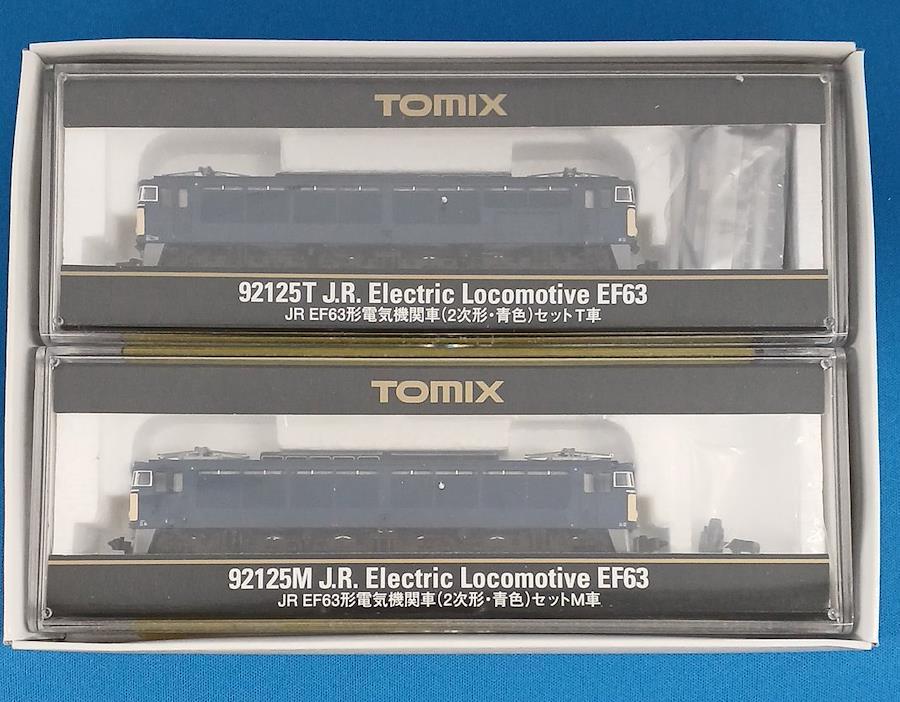 TOMIX
92125T J.R. Electric Locomotive EF63
JR EF63形電気機関車(2次形・青色)セットT車
TOMIX
92125M J.R. Electric Locomotive EF63
JR EF63形電気機関車(2次形・青色)セットM車